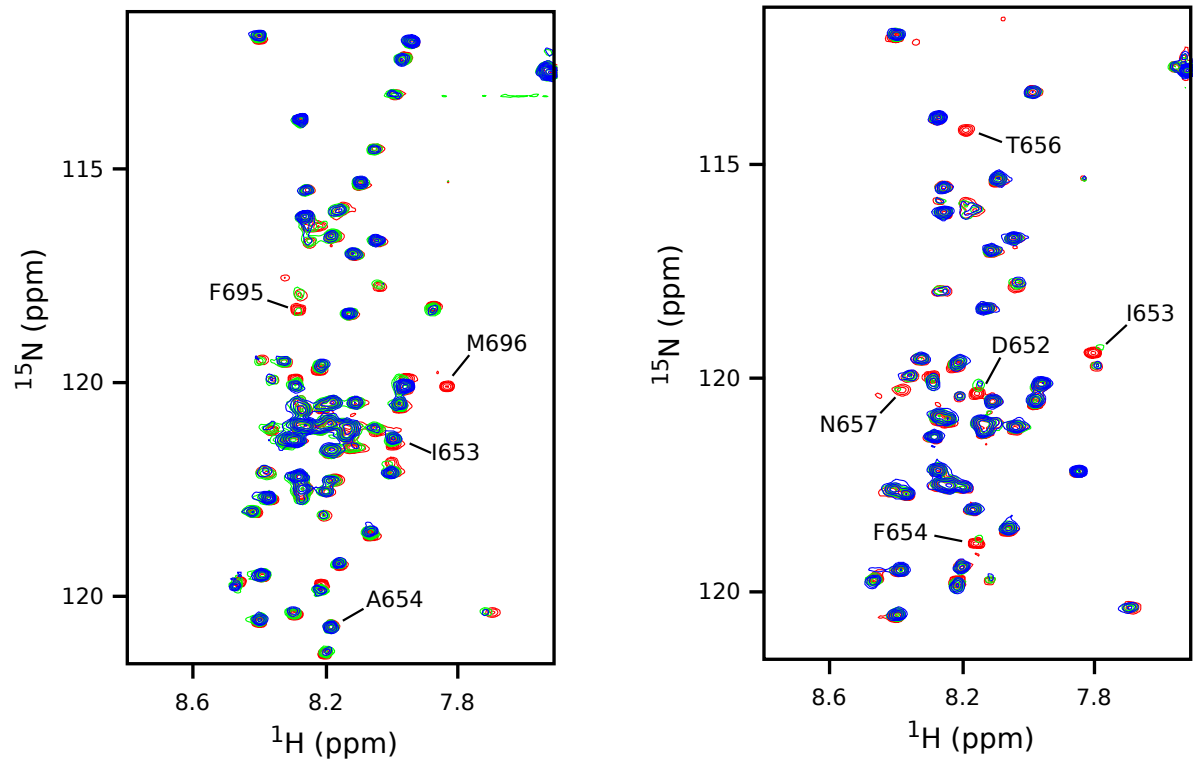 115
120
120
8.6
8.2
7.8
15N (ppm)
1H (ppm)
F695
M696
I653
A654
115
120
120
8.6
8.2
7.8
15N (ppm)
1H (ppm)
T656
I653
D652
N657
F654